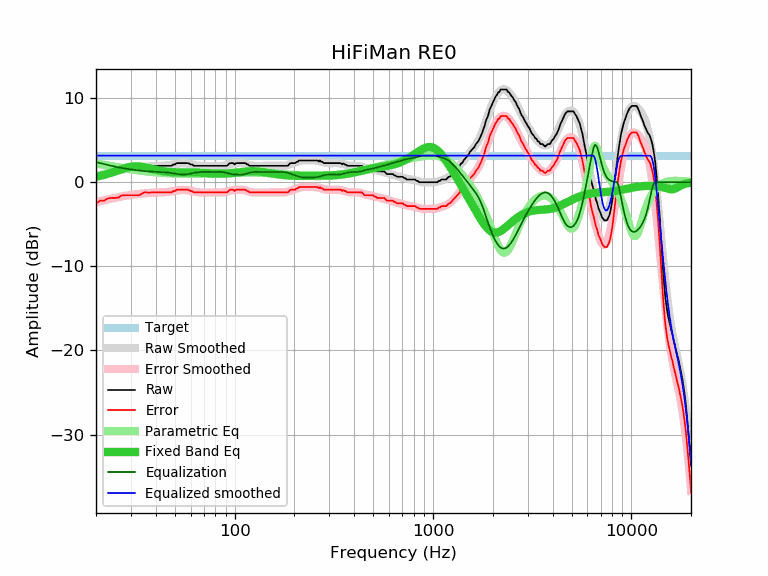 HiFiMan RE0
10
0
−10
−20
−30
Amplitude (dBr)
Target
Raw Smoothed
Error Smoothed
Raw
Error
Parametric Eq
Fixed Band Eq
Equalization
Equalized smoothed
100
1000
10000
Frequency (Hz)